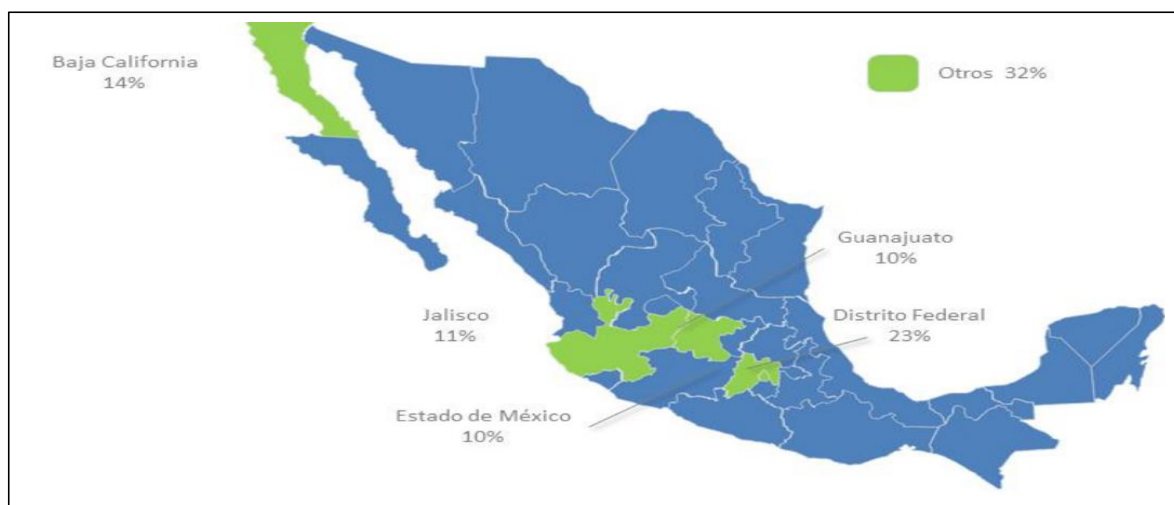 Baja California
14%
Otros 32%
Guanajuato
10%
Jalisco
11%
Distrito Federal
23%
Estado de México
10%